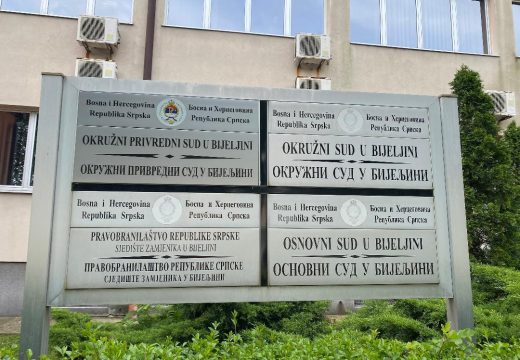 Bosna i Hercegovina
Republika Srpska
Босна и Херцеговина
Република Српска
OKRUŽNI PRIVREDNI SUD U BIJELJINI
ОКРУЖНИ ПРИВРЕДНИ СУД У БИЈЕЉИНИ
Bosna i Hercegovina
Republika Srpska
Босна и Херцеговина
Република Српска
OKRUŽNI SUD U BIJELJINI
ОКРУЖНИ СУД У БИЈЕЉИНИ
Bosna i Hercegovina
Republika Srpska
Босна и Херцеговина
Република Српска
PRAVOBRANILAŠTVO REPUBLIKE SRPSKE
SJEDIŠTE ZAMJENIKA U BIJELJINI
ПРАВОБРАНИЛАШТВО РЕПУБЛИКЕ СРПСКЕ
СЈЕДИШТЕ ЗАМЈЕНИКА У БИЈЕЉИНИ
Bosna i Hercegovina
Republika Srpska
Босна и Херцеговина
Република Српска
OSNOVNI SUD U BIJELJINI
ОСНОВНИ СУД У БИЈЕЉИНИ